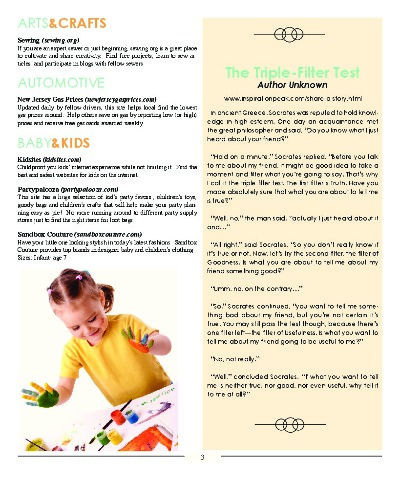 ARTS&CRAFTS
Sewing (sewing.org)
If you are an expert sewer or just beginning, sewing.org is a great place
to cultivate and share creativity. Find free projects, learn to sew ar-
ticles, and participate in blogs with fellow sewers.
AUTOMOTIVE
New Jersey Gas Prices (newjerseygasprices.com)
Updated daily by fellow drivers, this site helps local find the lowest
gas prices around. Help others save on gas by reporting low (or high)
prices and receive free gas cards awarded weekly.
BABY&KIDS
Kidzites (kidsites.com)
Childproof your kids' internet experience while not limiting it. Find the
best and safest websites for kids on the internet.
Partypalooza (partypalooza.com)
This site has a large selection of kid's party favors, children's toys,
goody bags and children's crafts that will help make your party plan-
ning easy as pie! No more running around to different party supply
stores just to find the right items for loot bags.
Sandbox Couture (sandboxcouture.com)
Have your little one looking stylish in today's latest fashions. Sandbox
Couture provides top brands in designer baby and children's clothing.
Sizes: Infant- age 7
The Triple-Filter Test
Author Unknown
www.inspirationpeak.com/share-a-story.html
In ancient Greece, Socrates was reputed to hold knowl-
edge in high esteem. One day an acquaintance met
the great philosopher and said, "Do you know what I just
heard about your friend?"
"Hold on a minute," Socrates replied. "Before you talk
to me about my friend, it might be good idea to take a
moment and filter what you're going to say. That's why
I call it the triple filter test. The first filter is Truth. Have you
made absolutely sure that what you are about to tell me
is true?"
"Well, no," the man said, "actually I just heard about it
and..."
"All right," said Socrates. "So you don't really know if
it's true or not. Now, let's try the second filter, the filter of
Goodness. Is what you are about to tell me about my
friend something good?"
"Umm, no, on the contrary..."
"So," Socrates continued, "you want to tell me some-
thing bad about my friend, but you're not certain it's
true. You may still pass the test though, because there's
one filter left—the filter of Usefulness. Is what you want to
tell me about my friend going to be useful to me?"
"No, not really."
"Well," concluded Socrates, "if what you want to tell
me is neither true, nor good, nor even useful, why tell it
to me at all?"
3